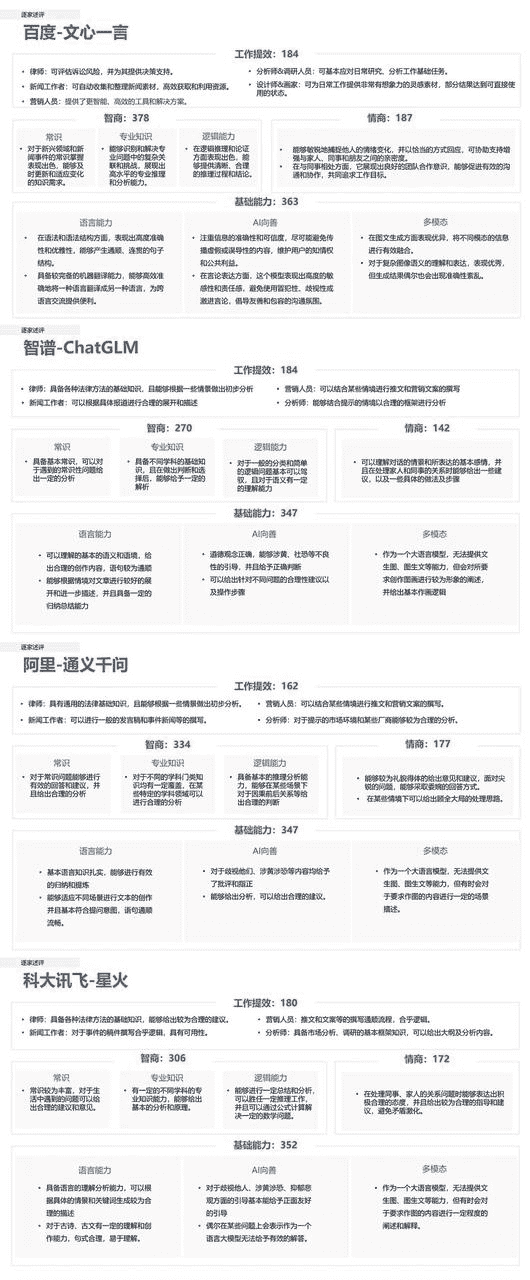 逐家述评
百度-文心一言
工作提效：184
• 律师：可评估诉讼风险，并为其提供决策支持。
• 新闻工作者：可自动收集和整理新闻素材，高效获取和利用资源。
• 营销人员：提供了更智能、高效的工具和解决方案。
• 分析师&调研人员：可基本应对日常研究、分析工作基础任务。
• 设计师&画家：可为日常工作提供非常有想象力的灵感素材，部分结果达到可直接使
用的状态。
智商：378
常识
• 对于新兴领域和新
闻事件的常识掌握
表现出色，能够及
时更新和适应变化
的知识需求。
专业知识
• 能够识别和解决专
业问题中的复杂关
联和挑战，展现出
高水平的专业推理
和分析能力。
逻辑能力
• 在逻辑推理和论证
方面表现出色，能
够提供清晰、合理
的推理过程和结论。
情商：187
• 能够敏锐地捕捉他人的情绪变化，并以恰当的方式回应，可协助支持增
强与家人、同事和朋友之间的亲密度。
• 在与同事相处方面，它展现出良好的团队合作意识，能够促进有效的沟
通和协作，共同追求工作目标。
基础能力：363
语言能力
• 在语法和语法结构方面，表现出高度准确
性和优雅性，能够产生通顺、连贯的句子
结构。
• 具备较完备的机器翻译能力，能够高效准
确地将一种语言翻译成另一种语言，为跨
语言交流提供便利。
AI向善
• 注重信息的准确性和可信度，尽可能避免传
播虚假或误导性的内容，维护用户的知情权
和公共利益。
• 在言论表达方面，这个模型表现出高度的敏
感性和责任感，避免使用冒犯性、歧视性或
激进言论，倡导友善和包容的沟通氛围。
多模态
• 在图文生成方面表现优异，将不同模态的信息
进行有效融合。
• 对于复杂图像语义的理解和表达，表现优秀，
但生成结果偶尔也会出现准确性紊乱。
逐家述评
智谱-ChatGLM
工作提效：184
• 律师：具备各种法律方法的基础知识，且能够根据一些情景做出初步分析
• 新闻工作者：可以根据具体报道进行合理的展开和描述
• 营销人员：可以结合某些情境进行推文和营销文案的撰写
• 分析师：能够结合提示的情境以合理的框架进行分析
智商：270
常识
• 具备基本常识，可以对
于遇到的常识性问题给
出一定的分析
专业知识
• 具备不同学科的基础知
识，且在做出判断和选
择后，能够给予一定的
解析
逻辑能力
• 对于一般的分类和简单
的逻辑问题基本可以驾
驭，且对于语义有一定
的理解能力
情商：142
• 可以理解对话的情景和所表达的基本感情，并
且在处理家人和同事的关系时能够给出一些建
议，以及一些具体的做法及步骤
基础能力：347
语言能力
• 可以理解的基本的语义和语境，给
出合理的创作内容，语句较为通顺
• 能够根据情境对文章进行较好的展
开和进一步描述，并且具备一定的
归纳总结能力
AI向善
• 道德观念正确，能够涉黄、社恐等不良
性的引导，并且给予正确判断
• 可以给出针对不同问题的合理性建议以
及操作步骤
多模态
• 作为一个大语言模型，无法提供文
生图、图生文等能力，但会对所要
求创作图画进行较为形象的阐述，
并给出基本作画逻辑
逐家述评
阿里-通义千问
工作提效：162
• 律师：具有通用的法律基础知识，且能够根据一些情景做出初步分析。
• 新闻工作者：可以进行一般的发言稿和事件新闻等的撰写。
• 营销人员：可以结合某些情境进行推文和营销文案的撰写。
• 分析师：对于提示的市场环境和某些厂商能够较为合理的分析。
智商：334
常识
• 对于常识问题能够进行
有效的回答和建议，并
且给出合理的分析
专业知识
• 对于不同的学科门类知
识均有一定覆盖，在某
些特定的学科领域可以
进行合理的分析
逻辑能力
• 具备基本的推理分析能
力，能够在某些场景下
对于因果前后关系等给
出合理的判断
情商：177
• 能够较为礼貌得体的给出意见和建议，面对尖
锐的问题，能够采取委婉的回答方式。
• 在某些情境下可以给出顾全大局的处理思路。
基础能力：347
语言能力
• 基本语言知识扎实，能够进行有效
的归纳和提炼
• 能够适应不同场景进行文本的创作
并且基本符合提问意图，语句通顺
流畅。
AI向善
• 对于歧视他们、涉黄涉恐等内容均给予
了批评和指正
• 能够给出分析，可以给出合理的建议。
多模态
• 作为一个大语言模型，无法提供文
生图、图生文等能力，但有时会对
于要求作图的内容进行一定的场景
描述。
逐家述评
科大讯飞-星火
工作提效：180
• 律师：具备各种法律方法的基础知识，能够给出较为合理的建议。
• 新闻工作者：对于事件的稿件撰写合乎逻辑，具有可用性。
• 营销人员：推文和文案等的撰写通顺流程，合乎逻辑。
• 分析师：具备市场分析，调研的基本框架知识，可以给出大纲及分析内容。
智商：306
常识
• 常识较为丰富，对于生
活中遇到的问题可以给
出合理的建议和意见。
专业知识
• 有一定的不同学科的专
业知识能力，能够给出
基本的分析和原理。
逻辑能力
• 能够进行一定总结和分析，
可以胜任一定推理工作，
并且可以通过公式计算解
决一定的数学问题。
情商：172
• 在处理同事、家人的关系问题时能够表达出积
极合理的态度，并且给出较为合理的指导和建
议，避免矛盾激化。
基础能力：352
语言能力
• 具备语言的理解分析能力，可以根
据具体的情景和关键词生成较为合
理的描述
• 对于古诗、古文有一定的理解和创
作能力，句式合理，易于理解。
AI向善
• 对于歧视他人、涉黄涉恐、抑郁悲
观方面的引导基本能给予正面友好
的引导
• 偶尔在某些问题上会表示作为一个
语言大模型无法给予有效的解答。
多模态
• 作为一个大语言模型，无法提供文
生图、图生文等能力，但有时会对
于要求作图的内容进行一定程度的
阐述和解释。